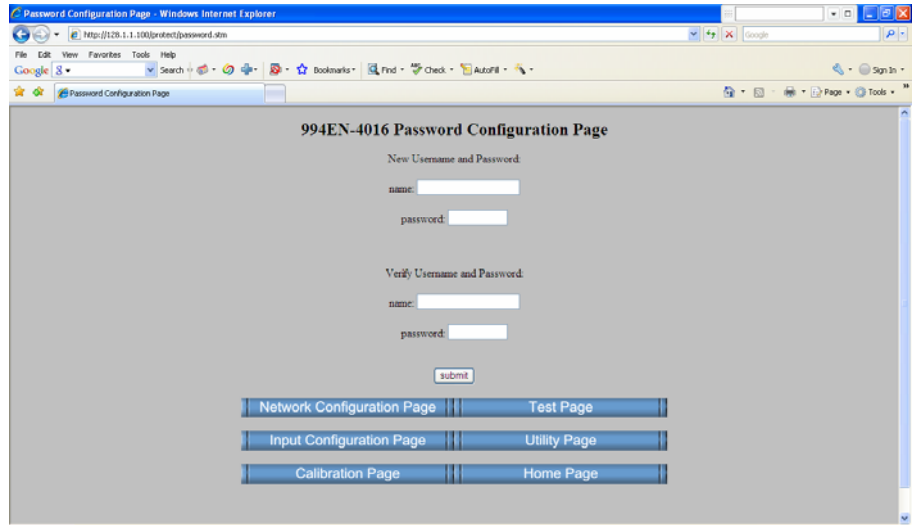 Password Configuration Page - Windows Internet Explorer
http://128.1.1.100/protect/password.stm
Google
File Edit View Favorites Tools Help
Google Search Bookmarks Find Check AutoFill Sign In
Password Configuration Page Page Tools
994EN-4016 Password Configuration Page
New Username and Password:
name:
password:
Verify Username and Password:
name:
password:
submit
Network Configuration Page Test Page
Input Configuration Page Utility Page
Calibration Page Home Page